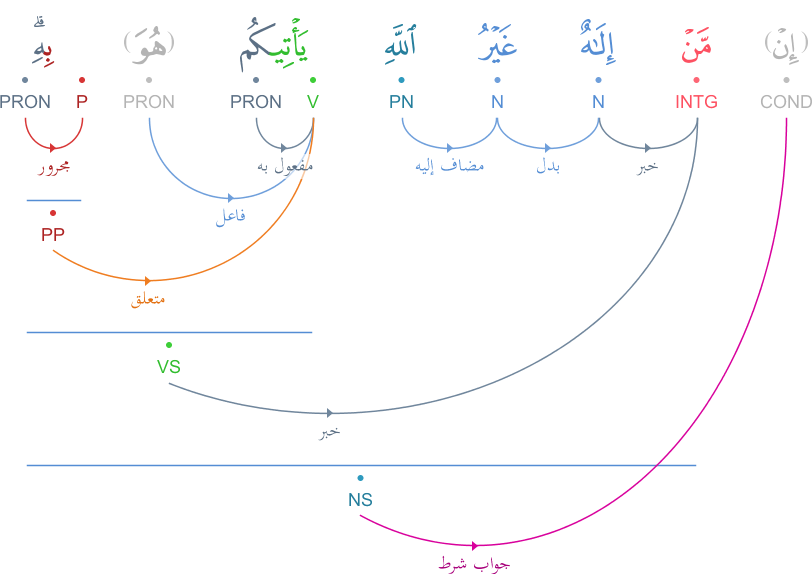 (إِنْ) مَّنْ إِلَٰهٌ غَيْرُ ٱللَّهِ يَأْتِيكُم (هُوَ) بِهِۗ
COND INTG N N PN V PRON PRON P PRON
خبر بدل مضاف إليه مفعول به مجرور
فاعل
PP
متعلق
VS
خبر
NS
جواب شرط